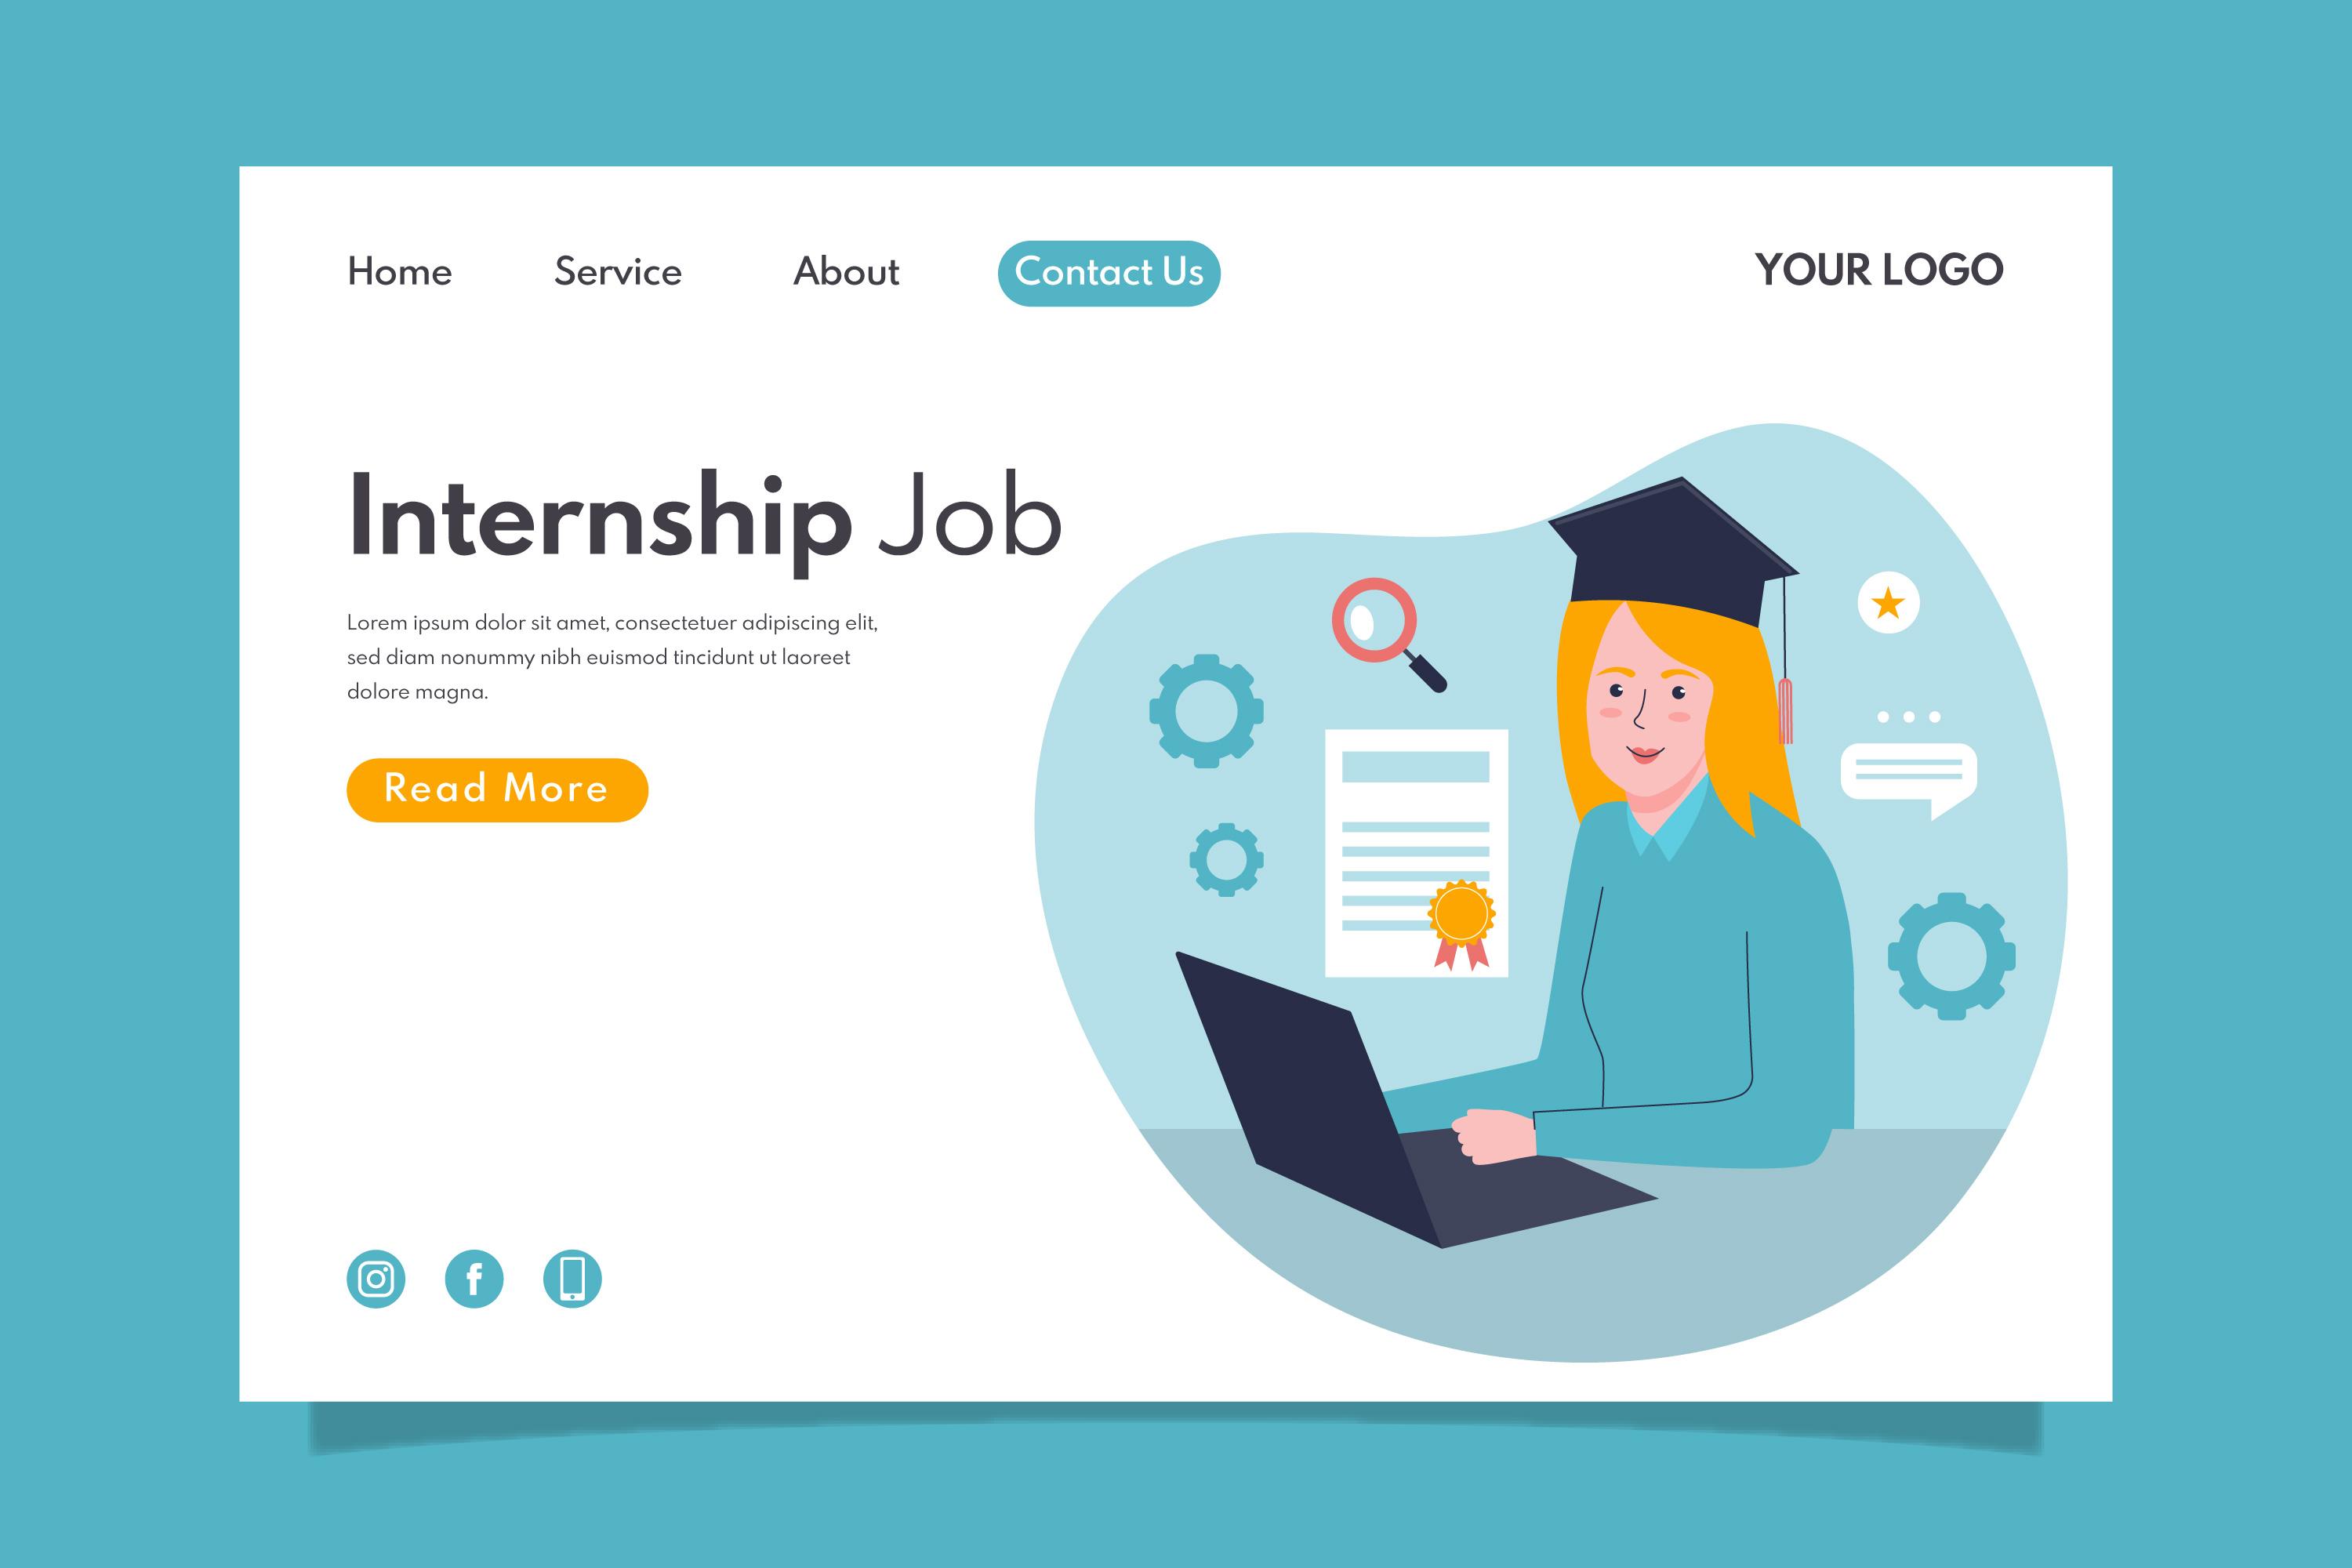 Home Service About Contact Us YOUR LOGO
Internship Job
Lorem ipsum dolor sit amet, consectetuer adipiscing elit,
sed diam nonummy nibh euismod tincidunt ut laoreet
dolore magna.
Read More
f